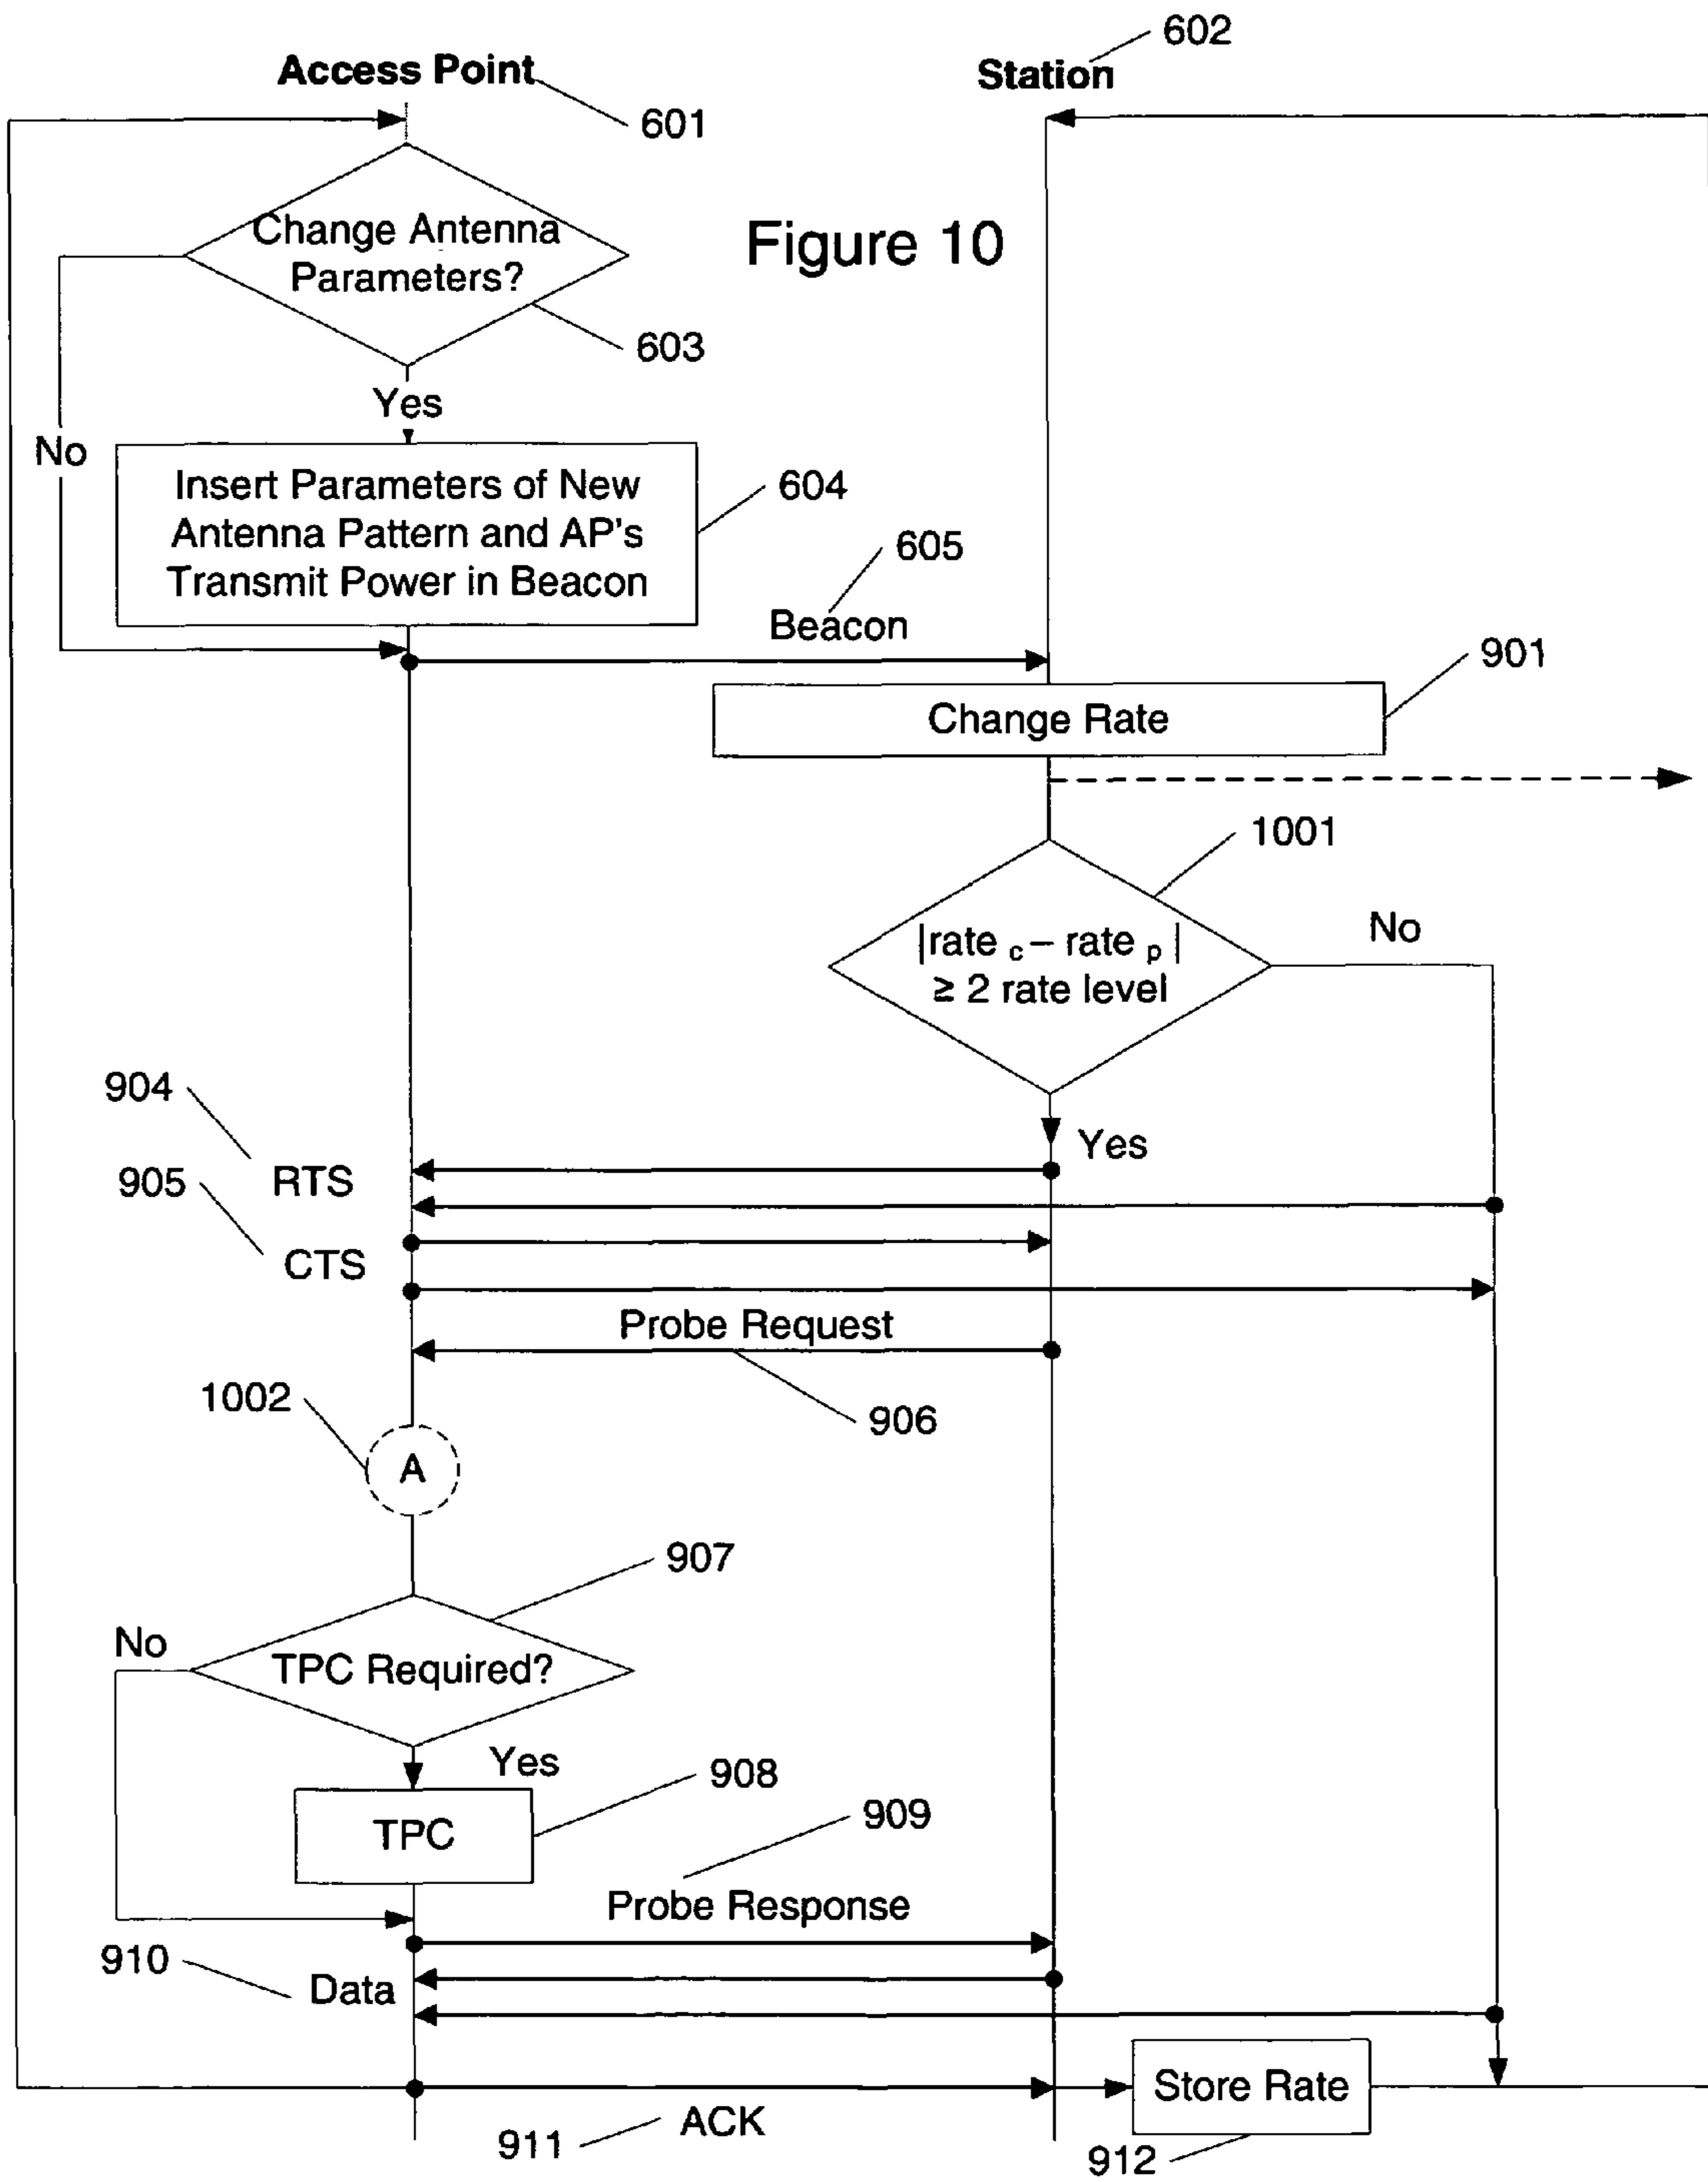 602
Access Point
Station
601
Change Antenna
Parameters?
Figure 10
603
Yes
No
Insert Parameters of New
Antenna Pattern and AP's
Transmit Power in Beacon
604
605
Beacon
901
Change Rate
1001
|rate c – rate p |
≥ 2 rate level
No
904
Yes
905
RTS
CTS
Probe Request
1002
906
A
907
No
TPC Required?
Yes
908
TPC
909
Probe Response
910
Data
Store Rate
ACK
911
912